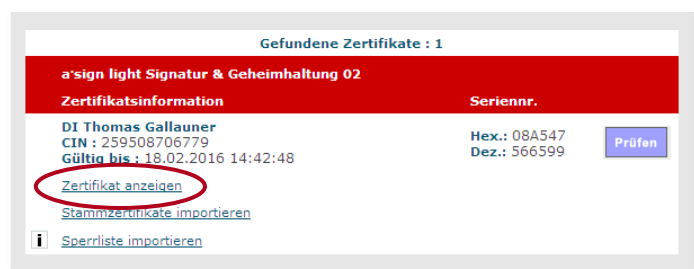 Gefundene Zertifikate : 1
a'sign light Signatur & Geheimhaltung 02
Zertifikatsinformation Seriennr.
DI Thomas Gallauner
CIN : 259508706779
Gültig bis : 18.02.2016 14:42:48
Hex.: 08A547
Dez.: 566599
Prüfen
Zertifikat anzeigen
Stammzertifikate importieren
i Sperrliste importieren